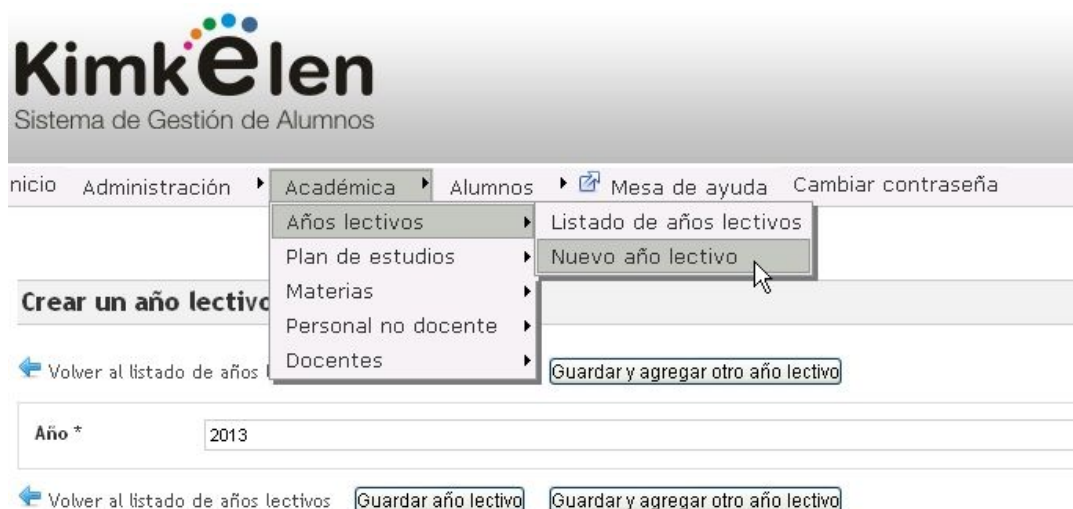 Kimkëlen
Sistema de Gestión de Alumnos
nicio Administración Académica Alumnos Mesa de ayuda Cambiar contraseña
Años lectivos Listado de años lectivos
Plan de estudios Nuevo año lectivo
Materias
Crear un año lectivo
Personal no docente
Docentes
Volver al listado de años Guardar y agregar otro año lectivo
Año * 2013
Volver al listado de años lectivos Guardar año lectivo Guardar y agregar otro año lectivo